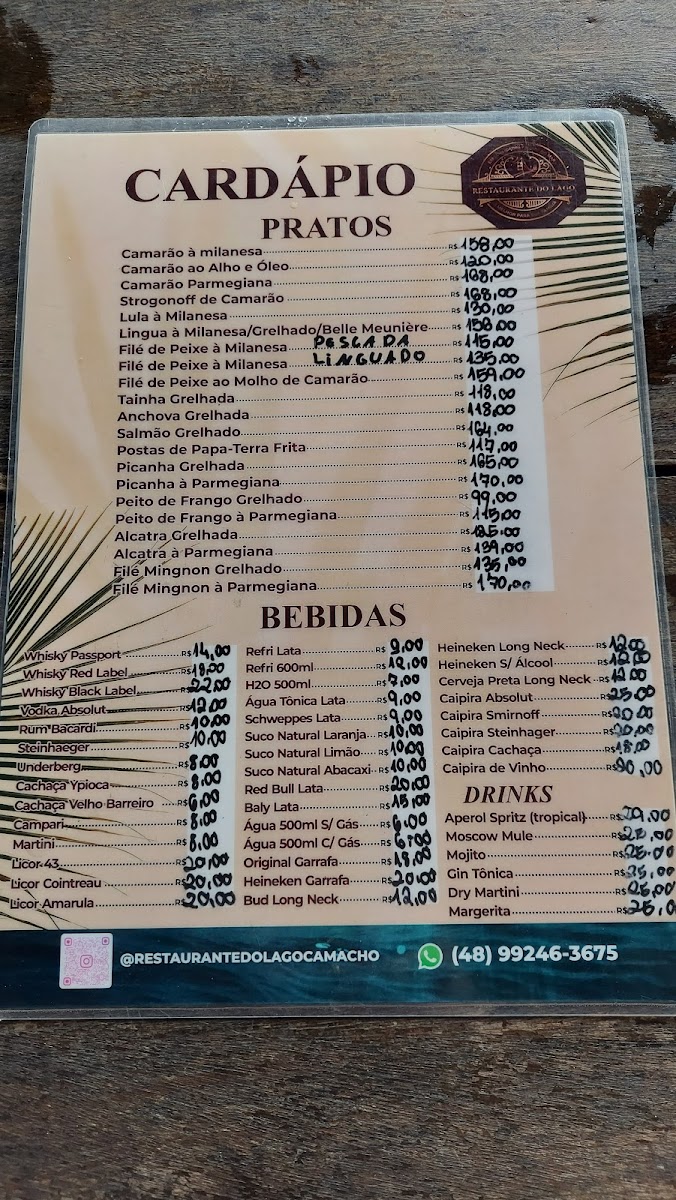 CARDÁPIO
RESTAURANTE DO LAGO
PRATOS
Camarão à milanesa R$ 158,00
Camarão ao Alho e Óleo R$ 120,00
Camarão Parmegiana R$ 168,00
Strogonoff de Camarão R$ 168,00
Lula à Milanesa R$ 130,00
Lingua à Milanesa/Grelhado/Belle Meunière R$ 158,00
Filé de Peixe à Milanesa PESCADA R$ 115,00
Filé de Peixe à Milanesa LINGUADO R$ 135,00
Filé de Peixe ao Molho de Camarão R$ 159,00
Tainha Grelhada R$ 118,00
Anchova Grelhada R$ 118,00
Salmão Grelhado R$ 164,00
Postas de Papa-Terra Frita R$ 117,00
Picanha Grelhada R$ 165,00
Picanha à Parmegiana R$ 170,00
Peito de Frango Grelhado R$ 99,00
Peito de Frango à Parmegiana R$ 115,00
Alcatra Grelhada R$
Alcatra à Parmegiana R$ 139,00
Filé Mingnon Grelhado R$ 135,00
Filé Mingnon à Parmegiana R$ 170,00
BEBIDAS
Whisky Passport R$ 14,00
Whisky Red Label R$ 18,00
Whisky Black Label R$ 22,00
Vodka Absolut R$ 12,00
Rum Bacardi R$ 10,00
Steinhaeger R$ 10,00
Underberg R$ 8,00
Cachaça Ypioca R$ 8,00
Cachaça Velho Barreiro R$ 6,00
Campari R$ 8,00
Martini R$ 8,00
Licor 43 R$ 20,00
Licor Cointreau R$ 20,00
Licor Amarula R$ 20,00
Refri Lata R$ 9,00
Refri 600ml R$ 12,00
H2O 500ml R$ 7,00
Água Tônica Lata R$ 9,00
Schweppes Lata R$ 9,00
Suco Natural Laranja R$ 10,00
Suco Natural Limão R$ 10,00
Suco Natural Abacaxi R$ 10,00
Red Bull Lata R$ 20,00
Baly Lata R$ 15,00
Água 500ml S/ Gás R$ 6,00
Água 500ml C/ Gás R$ 6,00
Original Garrafa R$ 18,00
Heineken Garrafa R$ 20,00
Bud Long Neck R$ 12,00
Heineken Long Neck R$ 12,00
Heineken S/ Álcool R$ 12,00
Cerveja Preta Long Neck R$ 12,00
Caipira Absolut R$ 25,00
Caipira Smirnoff R$ 20,00
Caipira Steinhager R$ 20,00
Caipira Cachaça R$ 18,00
Caipira de Vinho R$
DRINKS
Aperol Spritz (tropical) R$ 29,00
Moscow Mule R$
Mojito R$ 25,00
Gin Tônica R$
Dry Martini R$ 25,00
Margerita R$ 25,0
@RESTAURANTEDOLAGOCAMACHO
(48) 99246-3675